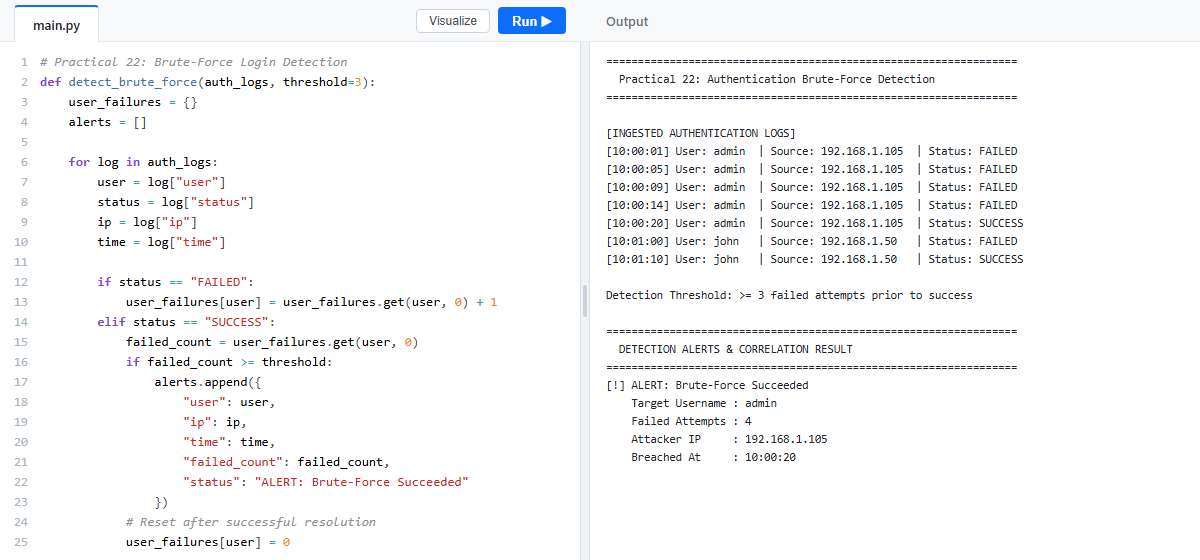 main.py
Visualize
Run ▶
1 # Practical 22: Brute-Force Login Detection
2 def detect_brute_force(auth_logs, threshold=3):
3     user_failures = {}
4     alerts = []
5
6     for log in auth_logs:
7         user = log["user"]
8         status = log["status"]
9         ip = log["ip"]
10         time = log["time"]
11
12         if status == "FAILED":
13             user_failures[user] = user_failures.get(user, 0) + 1
14         elif status == "SUCCESS":
15             failed_count = user_failures.get(user, 0)
16             if failed_count >= threshold:
17                 alerts.append({
18                     "user": user,
19                     "ip": ip,
20                     "time": time,
21                     "failed_count": failed_count,
22                     "status": "ALERT: Brute-Force Succeeded"
23                 })
24             # Reset after successful resolution
25             user_failures[user] = 0
Output
=================================================================
  Practical 22: Authentication Brute-Force Detection
=================================================================
[INGESTED AUTHENTICATION LOGS]
[10:00:01] User: admin  | Source: 192.168.1.105  | Status: FAILED
[10:00:05] User: admin  | Source: 192.168.1.105  | Status: FAILED
[10:00:09] User: admin  | Source: 192.168.1.105  | Status: FAILED
[10:00:14] User: admin  | Source: 192.168.1.105  | Status: FAILED
[10:00:20] User: admin  | Source: 192.168.1.105  | Status: SUCCESS
[10:01:00] User: john   | Source: 192.168.1.50   | Status: FAILED
[10:01:10] User: john   | Source: 192.168.1.50   | Status: SUCCESS
Detection Threshold: >= 3 failed attempts prior to success
=================================================================
  DETECTION ALERTS & CORRELATION RESULT
=================================================================
[!] ALERT: Brute-Force Succeeded
    Target Username : admin
    Failed Attempts : 4
    Attacker IP     : 192.168.1.105
    Breached At     : 10:00:20